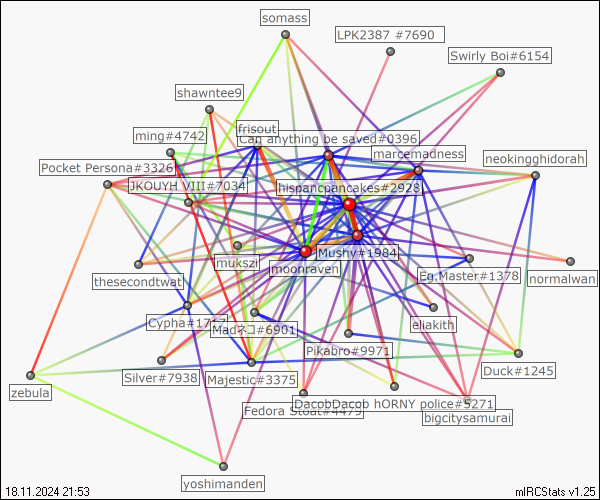 somass
LPK2387 #7690
Swirly Boi#6154
shawntee9
frisout
ming#4742
Can anything be saved#0396
marcemadness
neokingghidorah
Pocket Persona#3326
JKOUYH VIII#7034
hispancpancakes#2928
Mushy#1984
mukszi
moonraven
thesecondtwat
Eg.Master#1378
normalwan
Cypha#1717
Madネコ#6901
eliakith
Pikabro#9971
Silver#7938
Majestic#3375
Duck#1245
zebula
Fedora Stoat#4479
DacobDacob hORNY police#5271
bigcitysamurai
yoshimanden
18.11.2024 21:53
mIRCStats v1.25